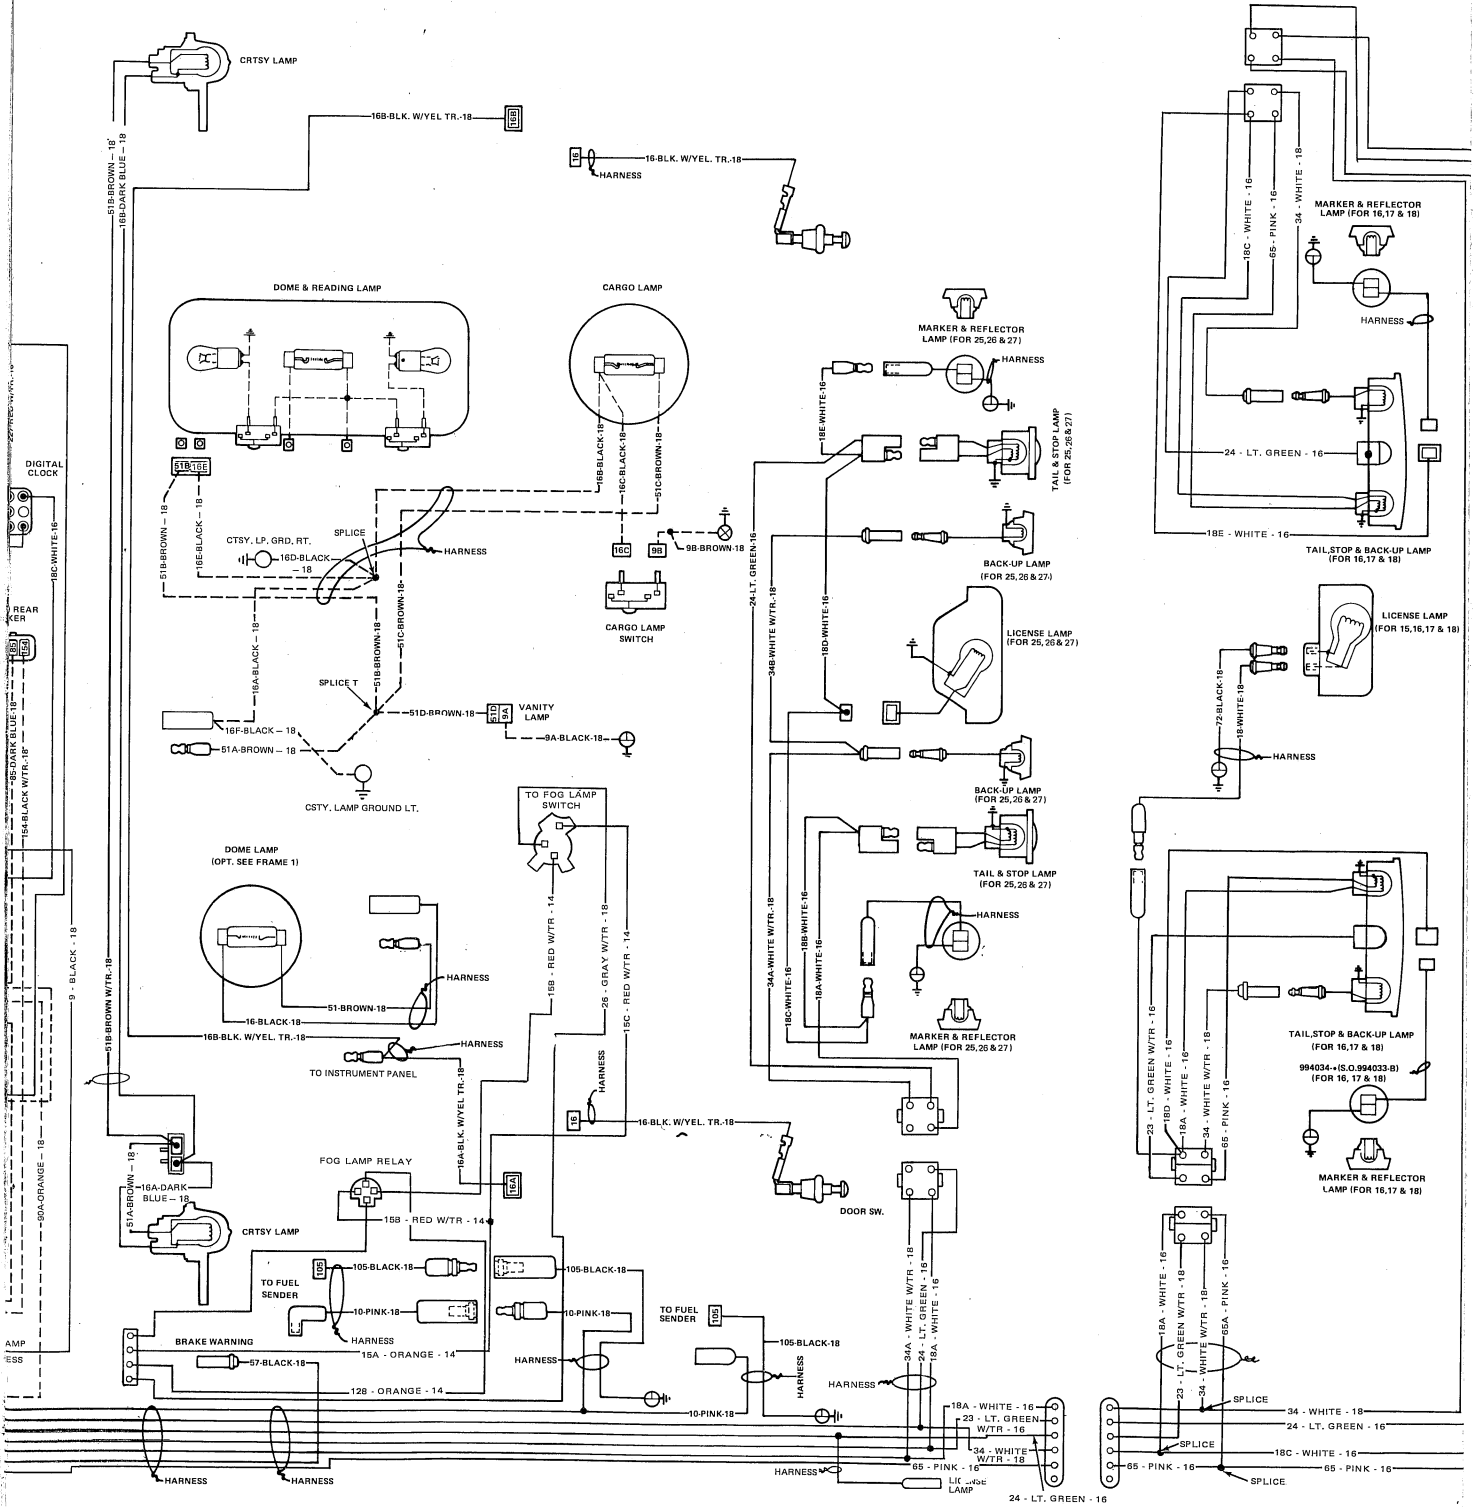 CRTSY LAMP
16B-BLK. W/YEL TR.-18
16B
51B-BROWN – 18
16B-DARK BLUE – 18
16
16-BLK. W/YEL. TR.-18
HARNESS
MARKER & REFLECTOR
LAMP (FOR 16,17 & 18)
18C - WHITE - 16
65 - PINK - 16
34 - WHITE - 18
HARNESS
DOME & READING LAMP
CARGO LAMP
MARKER & REFLECTOR
LAMP (FOR 25,26 & 27)
HARNESS
18E-WHITE-16
TAIL & STOP LAMP
(FOR 25,26 & 27)
24 - LT. GREEN - 16
18E - WHITE - 16
TAIL,STOP & BACK-UP LAMP
(FOR 16,17 & 18)
DIGITAL
CLOCK
18C-WHITE-16
51B
16E
51B-BROWN – 18
16E-BLACK – 18
16B-BLACK-18
16C-BLACK-18
51C-BROWN-18
SPLICE
CTSY. LP. GRD, RT.
16D-BLACK
– 18
HARNESS
16C
9B
9B-BROWN-18
CARGO LAMP
SWITCH
BACK-UP LAMP
(FOR 25,26 & 27)
24-LT. GREEN-16
34B-WHITE W/TR.-18
18D-WHITE-16
LICENSE LAMP
(FOR 25,26 & 27)
LICENSE LAMP
(FOR 15,16,17 & 18)
REAR
85
154
85-DARK BLUE-18
154-BLACK W/TR.-18
16A-BLACK – 18
51B-BROWN-18
51C-BROWN-18
SPLICE T
51D-BROWN-18
51D
9A
VANITY
LAMP
9A-BLACK-18
16F-BLACK – 18
51A-BROWN – 18
CSTY. LAMP GROUND LT.
72-BLACK-18
18-WHITE-18
HARNESS
BACK-UP LAMP
(FOR 25,26 & 27)
TO FOG LAMP
SWITCH
DOME LAMP
(OPT. SEE FRAME 1)
TAIL & STOP LAMP
(FOR 25,26 & 27)
9 - BLACK - 18
51B-BROWN W/TR.-18
HARNESS
51-BROWN-18
16-BLACK-18
15B - RED W/TR - 14
26 - GRAY W/TR - 18
15C - RED W/TR - 14
34A-WHITE W/TR.-18
18C-WHITE-16
18B-WHITE-16
18A-WHITE-16
HARNESS
MARKER & REFLECTOR
LAMP (FOR 25,26 & 27)
16B-BLK. W/YEL. TR.-18
HARNESS
TO INSTRUMENT PANEL
HARNESS
TAIL,STOP & BACK-UP LAMP
(FOR 16,17 & 18)
994034-•(S.O.994033-B)
(FOR 16, 17 & 18)
23 - LT. GREEN W/TR - 16
18D - WHITE - 16
18A - WHITE - 16
34 - WHITE W/TR - 18
65 - PINK - 16
MARKER & REFLECTOR
LAMP (FOR 16,17 & 18)
90A-ORANGE – 18
16
16-BLK. W/YEL. TR.-18
16A-BLK. W/YEL TR.-18
16A
DOOR SW.
51A-BROWN – 18
16A-DARK
BLUE – 18
CRTSY LAMP
FOG LAMP RELAY
15B - RED W/TR - 14
105
105-BLACK-18
105-BLACK-18
TO FUEL
SENDER
10-PINK-18
10-PINK-18
HARNESS
TO FUEL
SENDER
105
105-BLACK-18
BRAKE WARNING
57-BLACK-18
15A - ORANGE - 14
12B - ORANGE - 14
HARNESS
HARNESS
10-PINK-18
HARNESS
34A - WHITE W/TR - 18
24 - LT. GREEN - 16
18A - WHITE - 16
18A - WHITE - 16
23 - LT. GREEN W/TR - 18
34 - WHITE W/TR - 18
65A - PINK - 16
HARNESS
HARNESS
HARNESS
18A - WHITE - 16
23 - LT. GREEN
W/TR - 16
34 - WHITE
W/TR - 18
65 - PINK - 16
LAMP
24 - LT. GREEN - 16
SPLICE
34 - WHITE - 18
24 - LT. GREEN - 16
SPLICE
18C - WHITE - 16
65 - PINK - 16
65 - PINK - 16
SPLICE